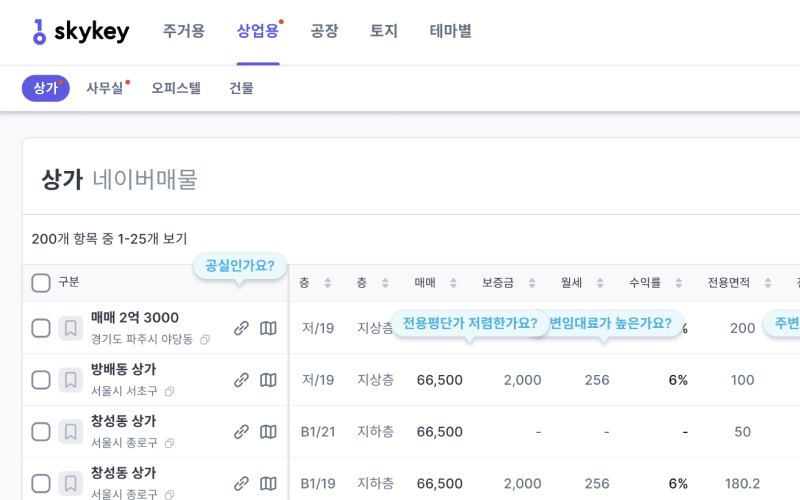 skykey 주거용 상업용 공장 토지 테마별
상가 사무실 오피스텔 건물
상가 네이버매물
200개 항목 중 1-25개 보기
공실인가요?
구분 층 층 매매 보증금 월세 수익률 전용면적
매매 2억 3000
경기도 파주시 야당동
저/19 지상층 전용평단가 저렴한가요? 변임대료가 높은가요? % 200 주변
방배동 상가
서울시 서초구
저/19 지상층 66,500 2,000 256 6% 100
창성동 상가
서울시 종로구
B1/21 지하층 66,500 - - - 50
창성동 상가
서울시 종로구
B1/19 지하층 66,500 2,000 256 6% 180.2